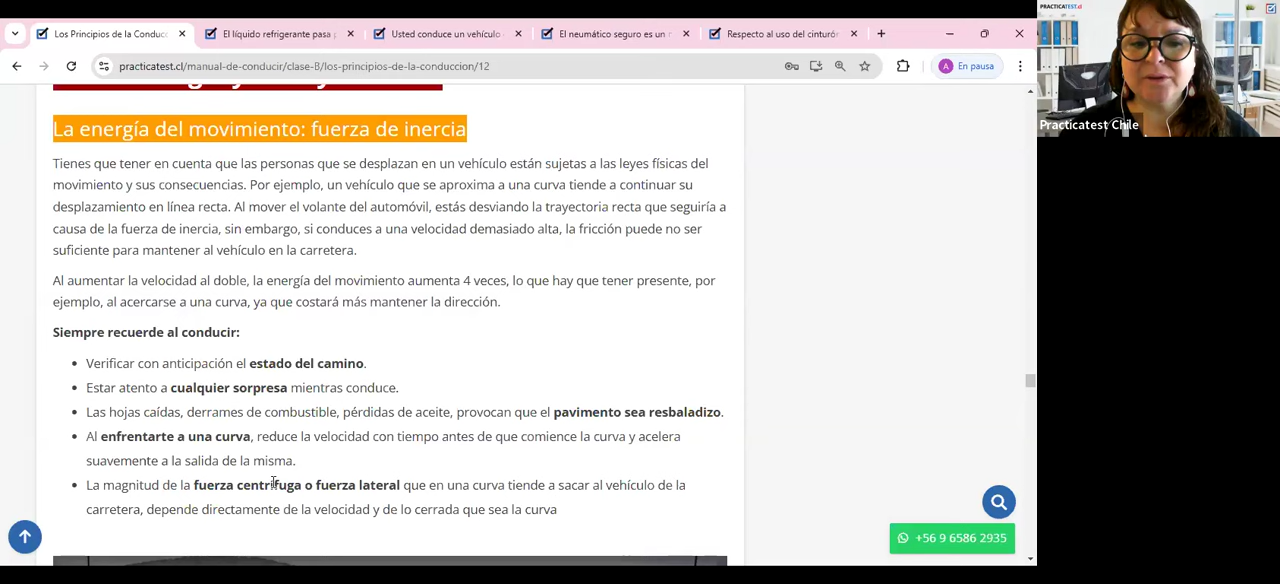 Los Principios de la Conducc
El líquido refrigerante pasa p
Usted conduce un vehículo
El neumático seguro es un r
Respecto al uso del cinturón
practicatest.cl/manual-de-conducir/clase-B/los-principios-de-la-conduccion/12
A En pausa
PRACTICATEST.cl
Practicatest Chile
La energía del movimiento: fuerza de inercia
Tienes que tener en cuenta que las personas que se desplazan en un vehículo están sujetas a las leyes físicas del
movimiento y sus consecuencias. Por ejemplo, un vehículo que se aproxima a una curva tiende a continuar su
desplazamiento en línea recta. Al mover el volante del automóvil, estás desviando la trayectoria recta que seguiría a
causa de la fuerza de inercia, sin embargo, si conduces a una velocidad demasiado alta, la fricción puede no ser
suficiente para mantener al vehículo en la carretera.
Al aumentar la velocidad al doble, la energía del movimiento aumenta 4 veces, lo que hay que tener presente, por
ejemplo, al acercarse a una curva, ya que costará más mantener la dirección.
Siempre recuerde al conducir:
Verificar con anticipación el estado del camino.
Estar atento a cualquier sorpresa mientras conduce.
Las hojas caídas, derrames de combustible, pérdidas de aceite, provocan que el pavimento sea resbaladizo.
Al enfrentarte a una curva, reduce la velocidad con tiempo antes de que comience la curva y acelera
suavemente a la salida de la misma.
La magnitud de la fuerza centrífuga o fuerza lateral que en una curva tiende a sacar al vehículo de la
carretera, depende directamente de la velocidad y de lo cerrada que sea la curva
+56 9 6586 2935